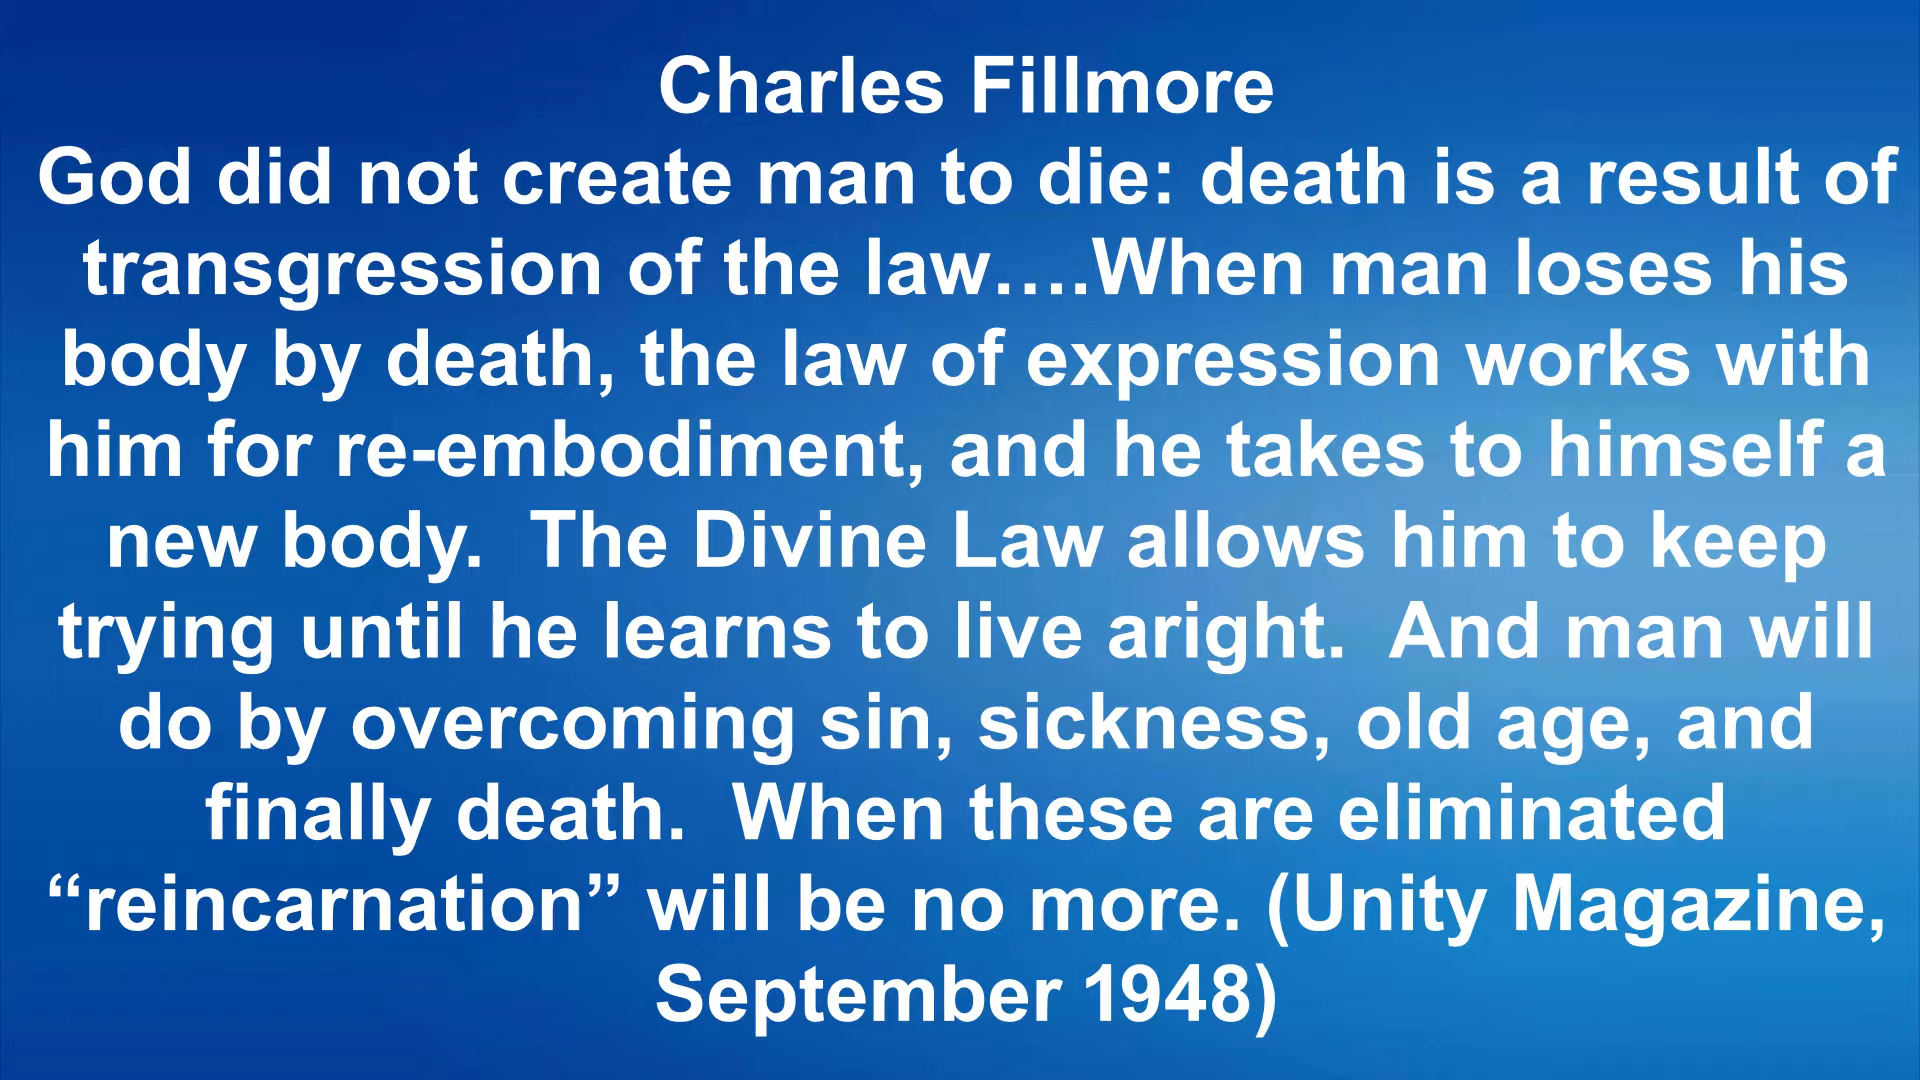 Charles Fillmore
God did not create man to die: death is a result of
transgression of the law….When man loses his
body by death, the law of expression works with
him for re-embodiment, and he takes to himself a
new body.  The Divine Law allows him to keep
trying until he learns to live aright.  And man will
do by overcoming sin, sickness, old age, and
finally death.  When these are eliminated
“reincarnation” will be no more. (Unity Magazine,
September 1948)